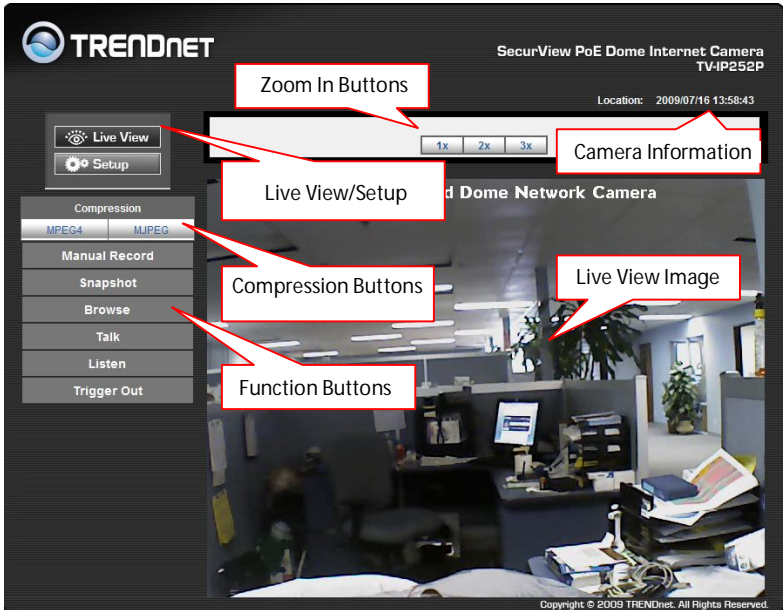 TRENDnet
SecurView PoE Dome Internet Camera
TV-IP252P
Zoom In Buttons
Location: 2009/07/16 13:58:43
Live View
Setup
1x 2x 3x
Camera Information
Live View/Setup
d Dome Network Camera
Compression
MPEG4 MJPEG
Manual Record
Snapshot
Browse
Talk
Listen
Trigger Out
Compression Buttons
Live View Image
Function Buttons
Copyright © 2009 TRENDnet. All Rights Reserved